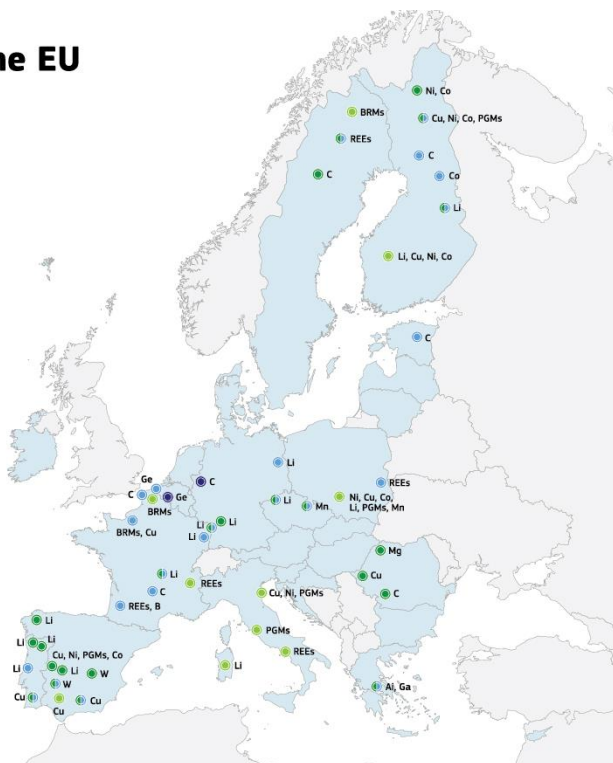 ne EU
Ni, Co
BRMs
Cu, Ni, Co, PGMs
REEs
C
C
Co
Li
Li, Cu, Ni, Co
C
Li
C
Ge
C
Ge
BRMs
REEs
Ni, Cu, Co,
Li, PGMs, Mn
Li
Mn
BRMs, Cu
Li
Li
Li
Mg
Li
Cu
REEs
C
C
Cu, Ni, PGMs
REEs, B
Li
PGMs
Li
Li
REEs
Cu, Ni, PGMs, Co
Li
Li
Li
W
W
Ai, Ga
Cu
Cu
Cu